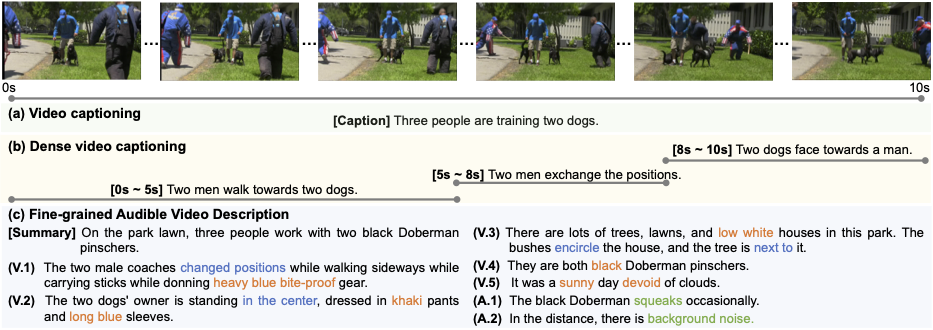 0s
10s
(a) Video captioning
[Caption] Three people are training two dogs.
(b) Dense video captioning
[8s ~ 10s] Two dogs face towards a man.
[5s ~ 8s] Two men exchange the positions.
[0s ~ 5s] Two men walk towards two dogs.
(c) Fine-grained Audible Video Description
[Summary] On the park lawn, three people work with two black Doberman
pinschers.
(V.1) The two male coaches changed positions while walking sideways while
carrying sticks while donning heavy blue bite-proof gear.
(V.2) The two dogs' owner is standing in the center, dressed in khaki pants
and long blue sleeves.
(V.3) There are lots of trees, lawns, and low white houses in this park. The
bushes encircle the house, and the tree is next to it.
(V.4) They are both black Doberman pinschers.
(V.5) It was a sunny day devoid of clouds.
(A.1) The black Doberman squeaks occasionally.
(A.2) In the distance, there is background noise.